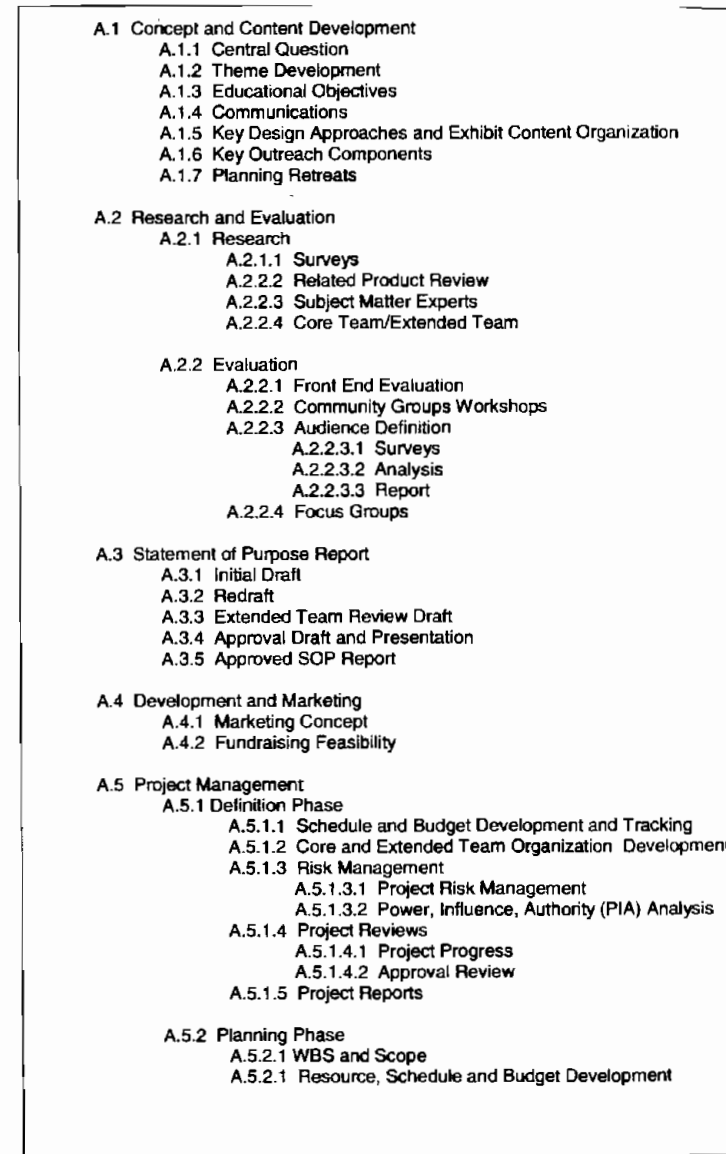 A.1 Concept and Content Development
A.1.1 Central Question
A.1.2 Theme Development
A.1.3 Educational Objectives
A.1.4 Communications
A.1.5 Key Design Approaches and Exhibit Content Organization
A.1.6 Key Outreach Components
A.1.7 Planning Retreats
A.2 Research and Evaluation
A.2.1 Research
A.2.1.1 Surveys
A.2.2.2 Related Product Review
A.2.2.3 Subject Matter Experts
A.2.2.4 Core Team/Extended Team
A.2.2 Evaluation
A.2.2.1 Front End Evaluation
A.2.2.2 Community Groups Workshops
A.2.2.3 Audience Definition
A.2.2.3.1 Surveys
A.2.2.3.2 Analysis
A.2.2.3.3 Report
A.2.2.4 Focus Groups
A.3 Statement of Purpose Report
A.3.1 Initial Draft
A.3.2 Redraft
A.3.3 Extended Team Review Draft
A.3.4 Approval Draft and Presentation
A.3.5 Approved SOP Report
A.4 Development and Marketing
A.4.1 Marketing Concept
A.4.2 Fundraising Feasibility
A.5 Project Management
A.5.1 Definition Phase
A.5.1.1 Schedule and Budget Development and Tracking
A.5.1.2 Core and Extended Team Organization Development
A.5.1.3 Risk Management
A.5.1.3.1 Project Risk Management
A.5.1.3.2 Power, Influence, Authority (PIA) Analysis
A.5.1.4 Project Reviews
A.5.1.4.1 Project Progress
A.5.1.4.2 Approval Review
A.5.1.5 Project Reports
A.5.2 Planning Phase
A.5.2.1 WBS and Scope
A.5.2.1 Resource, Schedule and Budget Development